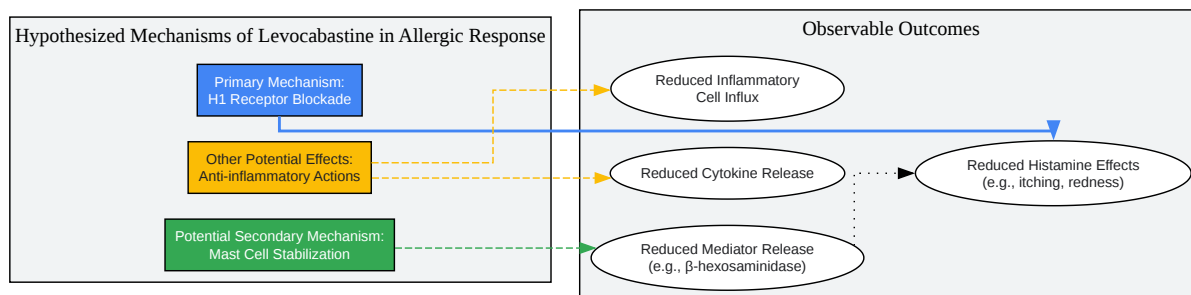 Hypothesized Mechanisms of Levocabastine in Allergic Response
Primary Mechanism:
H1 Receptor Blockade
Other Potential Effects:
Anti-inflammatory Actions
Potential Secondary Mechanism:
Mast Cell Stabilization
Observable Outcomes
Reduced Inflammatory
Cell Influx
Reduced Cytokine Release
Reduced Histamine Effects
(e.g., itching, redness)
Reduced Mediator Release
(e.g., β-hexosaminidase)